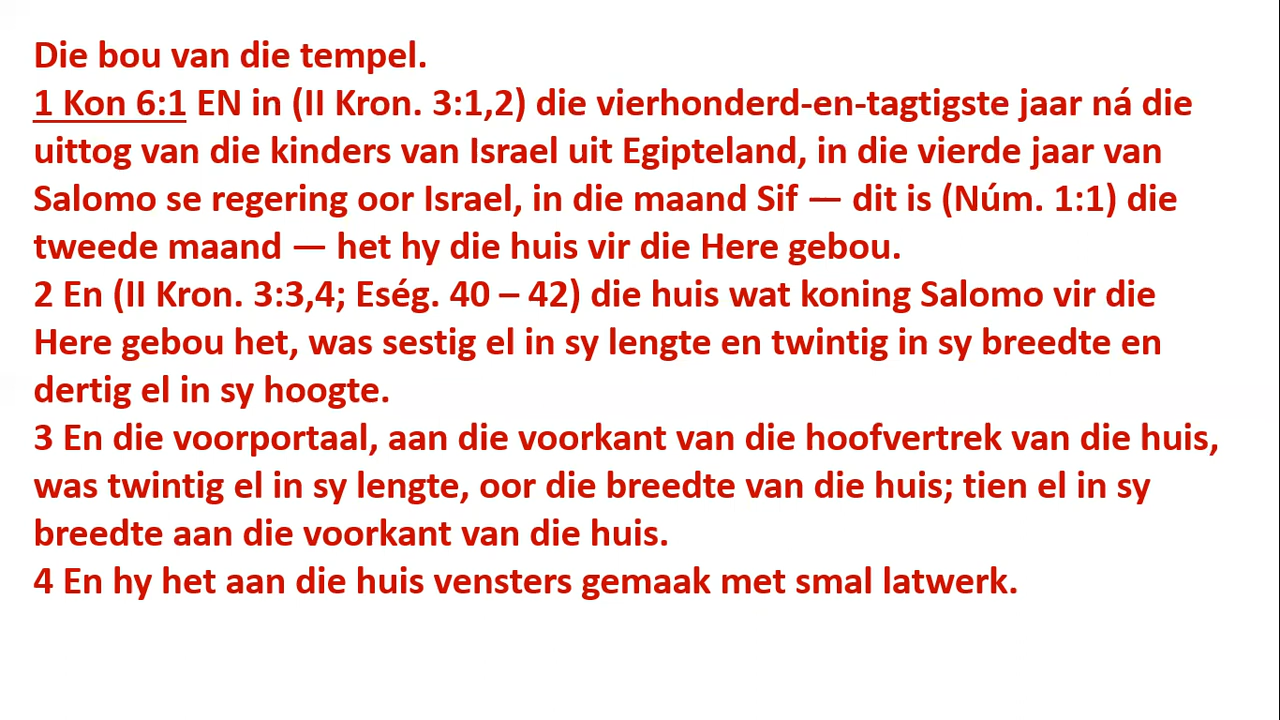 Die bou van die tempel.
1 Kon 6:1 EN in (II Kron. 3:1,2) die vierhonderd-en-tagtigste jaar ná die
uittog van die kinders van Israel uit Egipteland, in die vierde jaar van
Salomo se regering oor Israel, in die maand Sif — dit is (Núm. 1:1) die
tweede maand — het hy die huis vir die Here gebou.
2 En (II Kron. 3:3,4; Eség. 40 – 42) die huis wat koning Salomo vir die
Here gebou het, was sestig el in sy lengte en twintig in sy breedte en
dertig el in sy hoogte.
3 En die voorportaal, aan die voorkant van die hoofvertrek van die huis,
was twintig el in sy lengte, oor die breedte van die huis; tien el in sy
breedte aan die voorkant van die huis.
4 En hy het aan die huis vensters gemaak met smal latwerk.